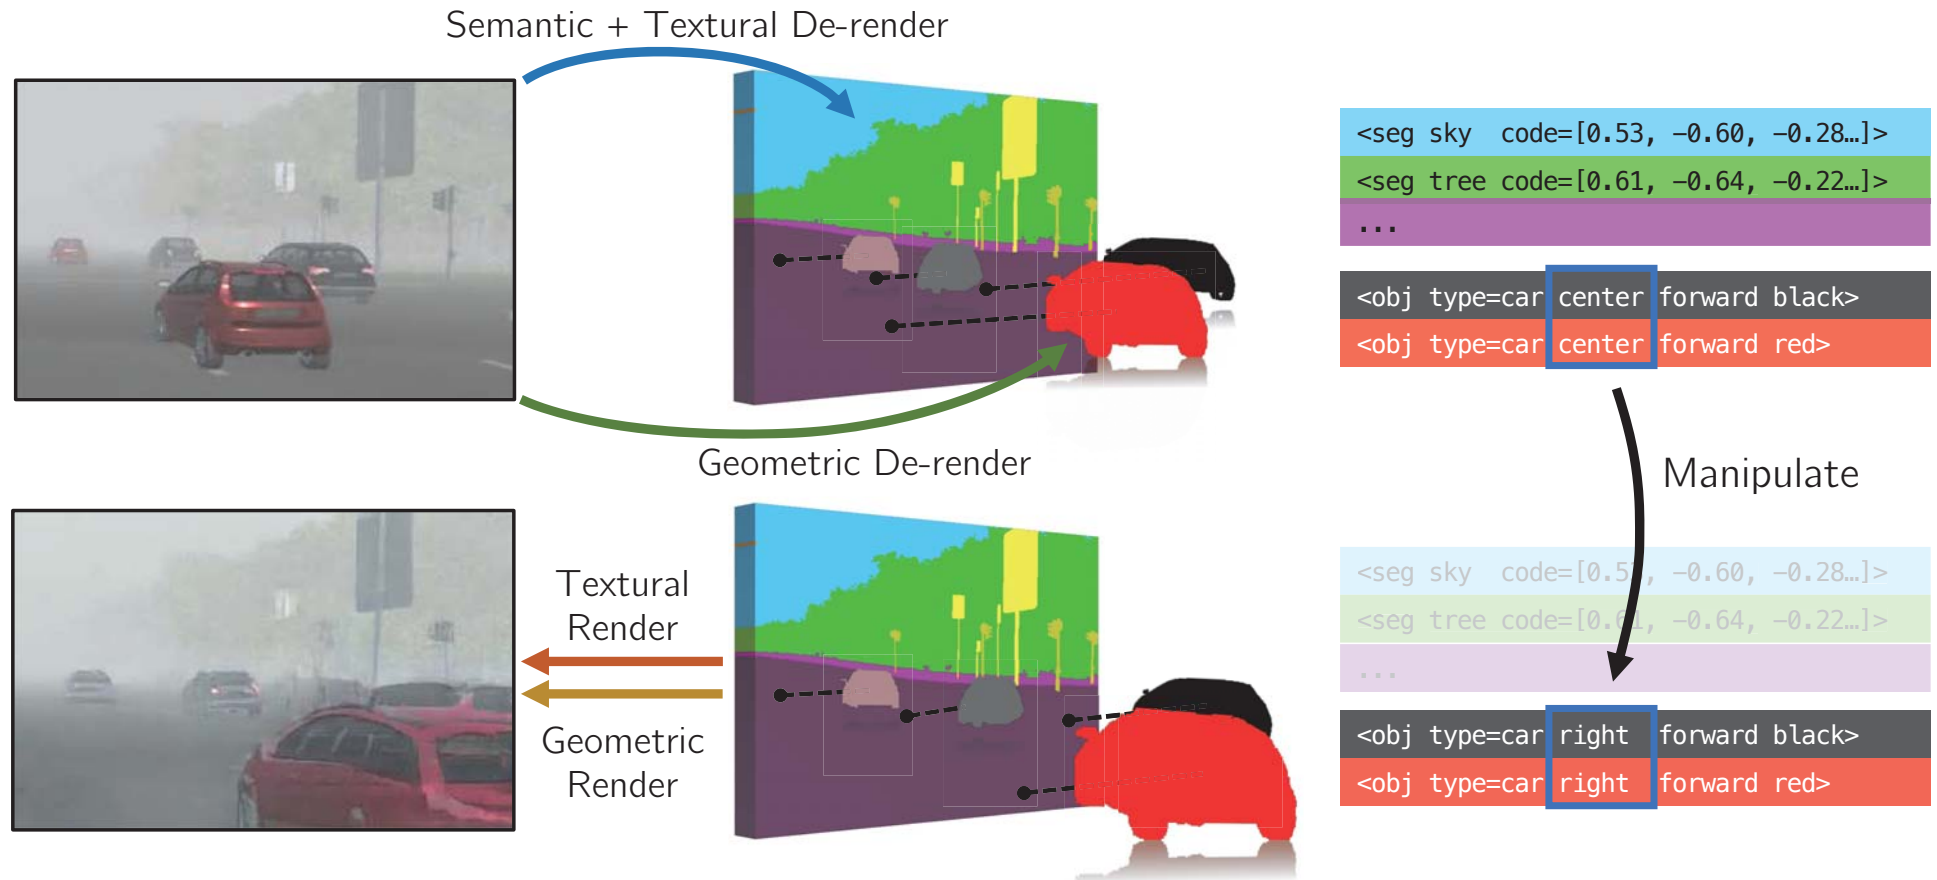 Semantic + Textural De-render
<seg sky  code=[0.53, −0.60, −0.28…]>
<seg tree code=[0.61, −0.64, −0.22…]>
...
<obj type=car center forward black>
<obj type=car center forward red>
Geometric De-render
Manipulate
Textural
Render
Geometric
Render
<seg sky  code=[0.5 , −0.60, −0.28…]>
<seg tree code=[0.61, −0.64, −0.22…]>
...
<obj type=car right  forward black>
<obj type=car right  forward red>